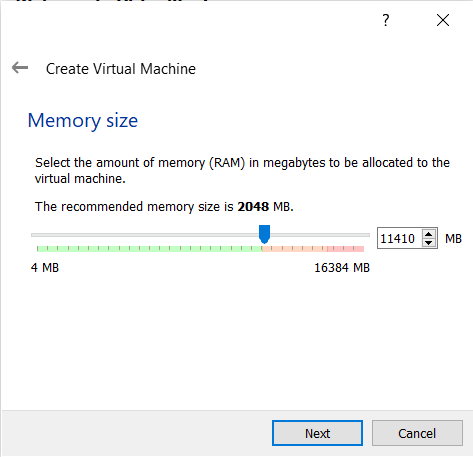 ?
Create Virtual Machine
Memory size
Select the amount of memory (RAM) in megabytes to be allocated to the
virtual machine.
The recommended memory size is 2048 MB.
11410 MB
4 MB 16384 MB
Next Cancel